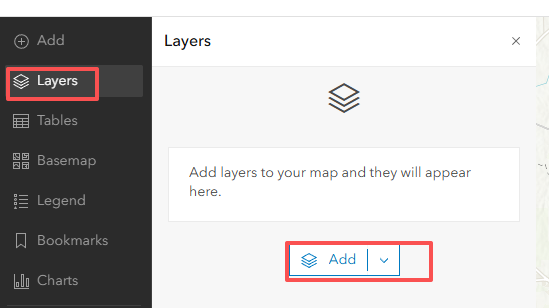 Add
Layers
Tables
Basemap
Legend
Bookmarks
Charts
Layers
Add layers to your map and they will appear
here.
Add